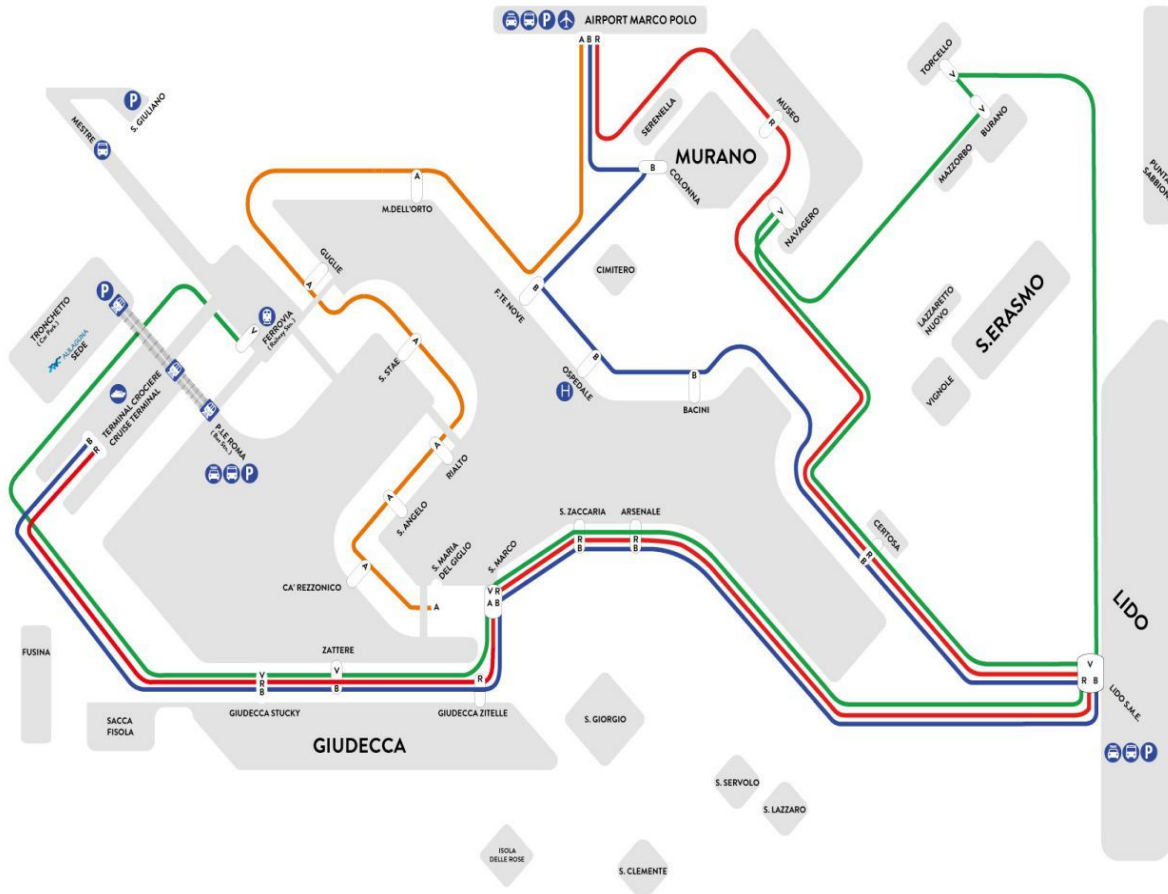 AIRPORT MARCO POLO
P
A B R
P
S. GIULIANO
MESTRE
TORCELLO
V
V
BURANO
MAZZORBO
MUSEO
R
SERENELLA
MURANO
B
COLONNA
V
NAVAGERO
PUNTA
SABBIONI
A
M.DELL'ORTO
GUGLIE
A
CIMITERO
B
F.TE NOVE
LAZZARETTO
NUOVO
S.ERASMO
VIGNOLE
TRONCHETTO
( Car Park )
P
ALILAGUNA
SEDE
V
FERROVIA
( Railway Stn. )
A
S. STAE
B
OSPEDALE
H
B
BACINI
TERMINAL CROCIERE
CRUISE TERMINAL
B
R
P.LE ROMA
( Bus Stn. )
P
A
RIALTO
A
S. ANGELO
A
CA' REZZONICO
S. MARIA
DEL GIGLIO
A
S. MARCO
V R
A B
S. ZACCARIA
R
B
ARSENALE
R
B
CERTOSA
R
B
LIDO
V
R B
LIDO S.M.E.
P
FUSINA
ZATTERE
V
B
V
R
B
GIUDECCA STUCKY
R
GIUDECCA ZITELLE
SACCA
FISOLA
GIUDECCA
S. GIORGIO
S. SERVOLO
S. LAZZARO
ISOLA
DELLE ROSE
S. CLEMENTE